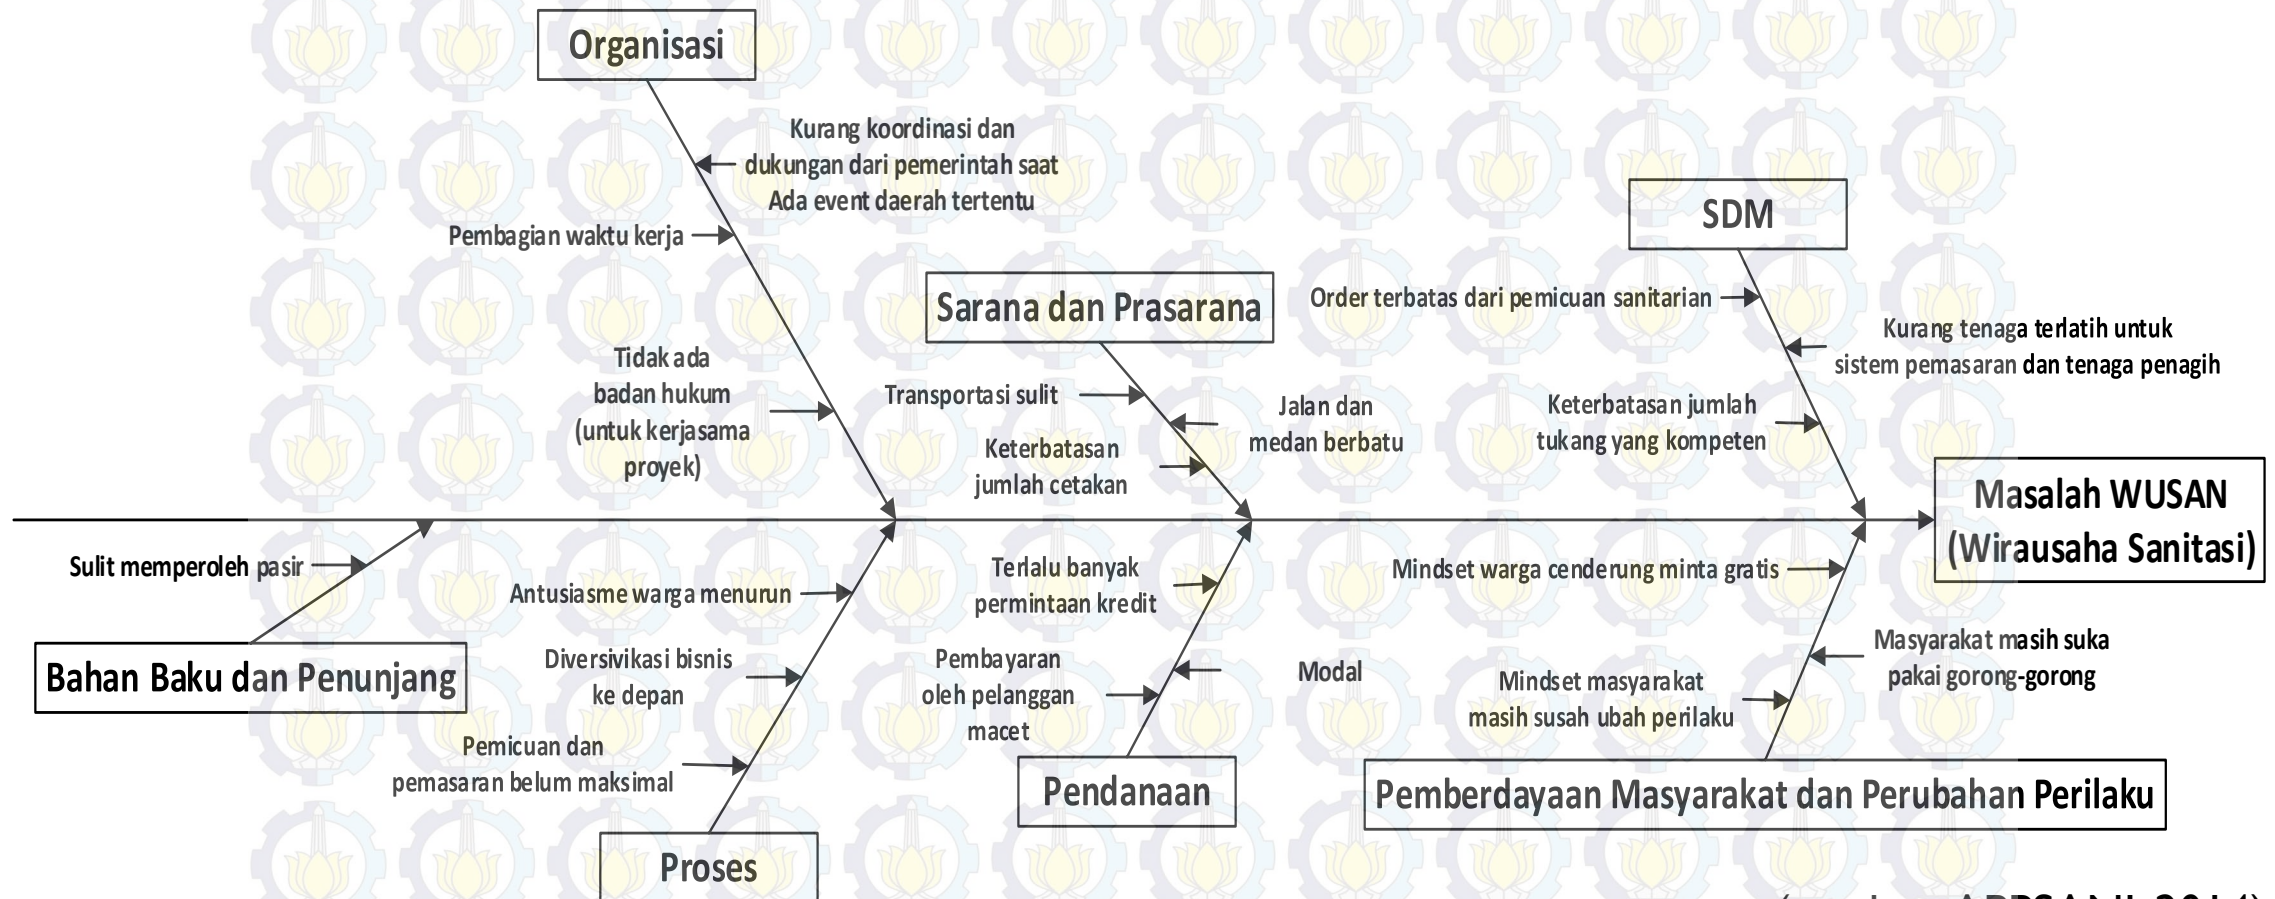 Organisasi
Kurang koordinasi dan
dukungan dari pemerintah saat
Ada event daerah tertentu
Pembagian waktu kerja
Tidak ada
badan hukum
(untuk kerjasama
proyek)
Sarana dan Prasarana
Transportasi sulit
Jalan dan
medan berbatu
Keterbatasan
jumlah cetakan
SDM
Order terbatas dari pemicuan sanitarian
Kurang tenaga terlatih untuk
sistem pemasaran dan tenaga penagih
Keterbatasan jumlah
tukang yang kompeten
Masalah WUSAN
(Wirausaha Sanitasi)
Sulit memperoleh pasir
Bahan Baku dan Penunjang
Antusiasme warga menurun
Diversivikasi bisnis
ke depan
Pemicuan dan
pemasaran belum maksimal
Proses
Terlalu banyak
permintaan kredit
Pembayaran
oleh pelanggan
macet
Modal
Pendanaan
Mindset warga cenderung minta gratis
Masyarakat masih suka
pakai gorong-gorong
Mindset masyarakat
masih susah ubah perilaku
Pemberdayaan Masyarakat dan Perubahan Perilaku